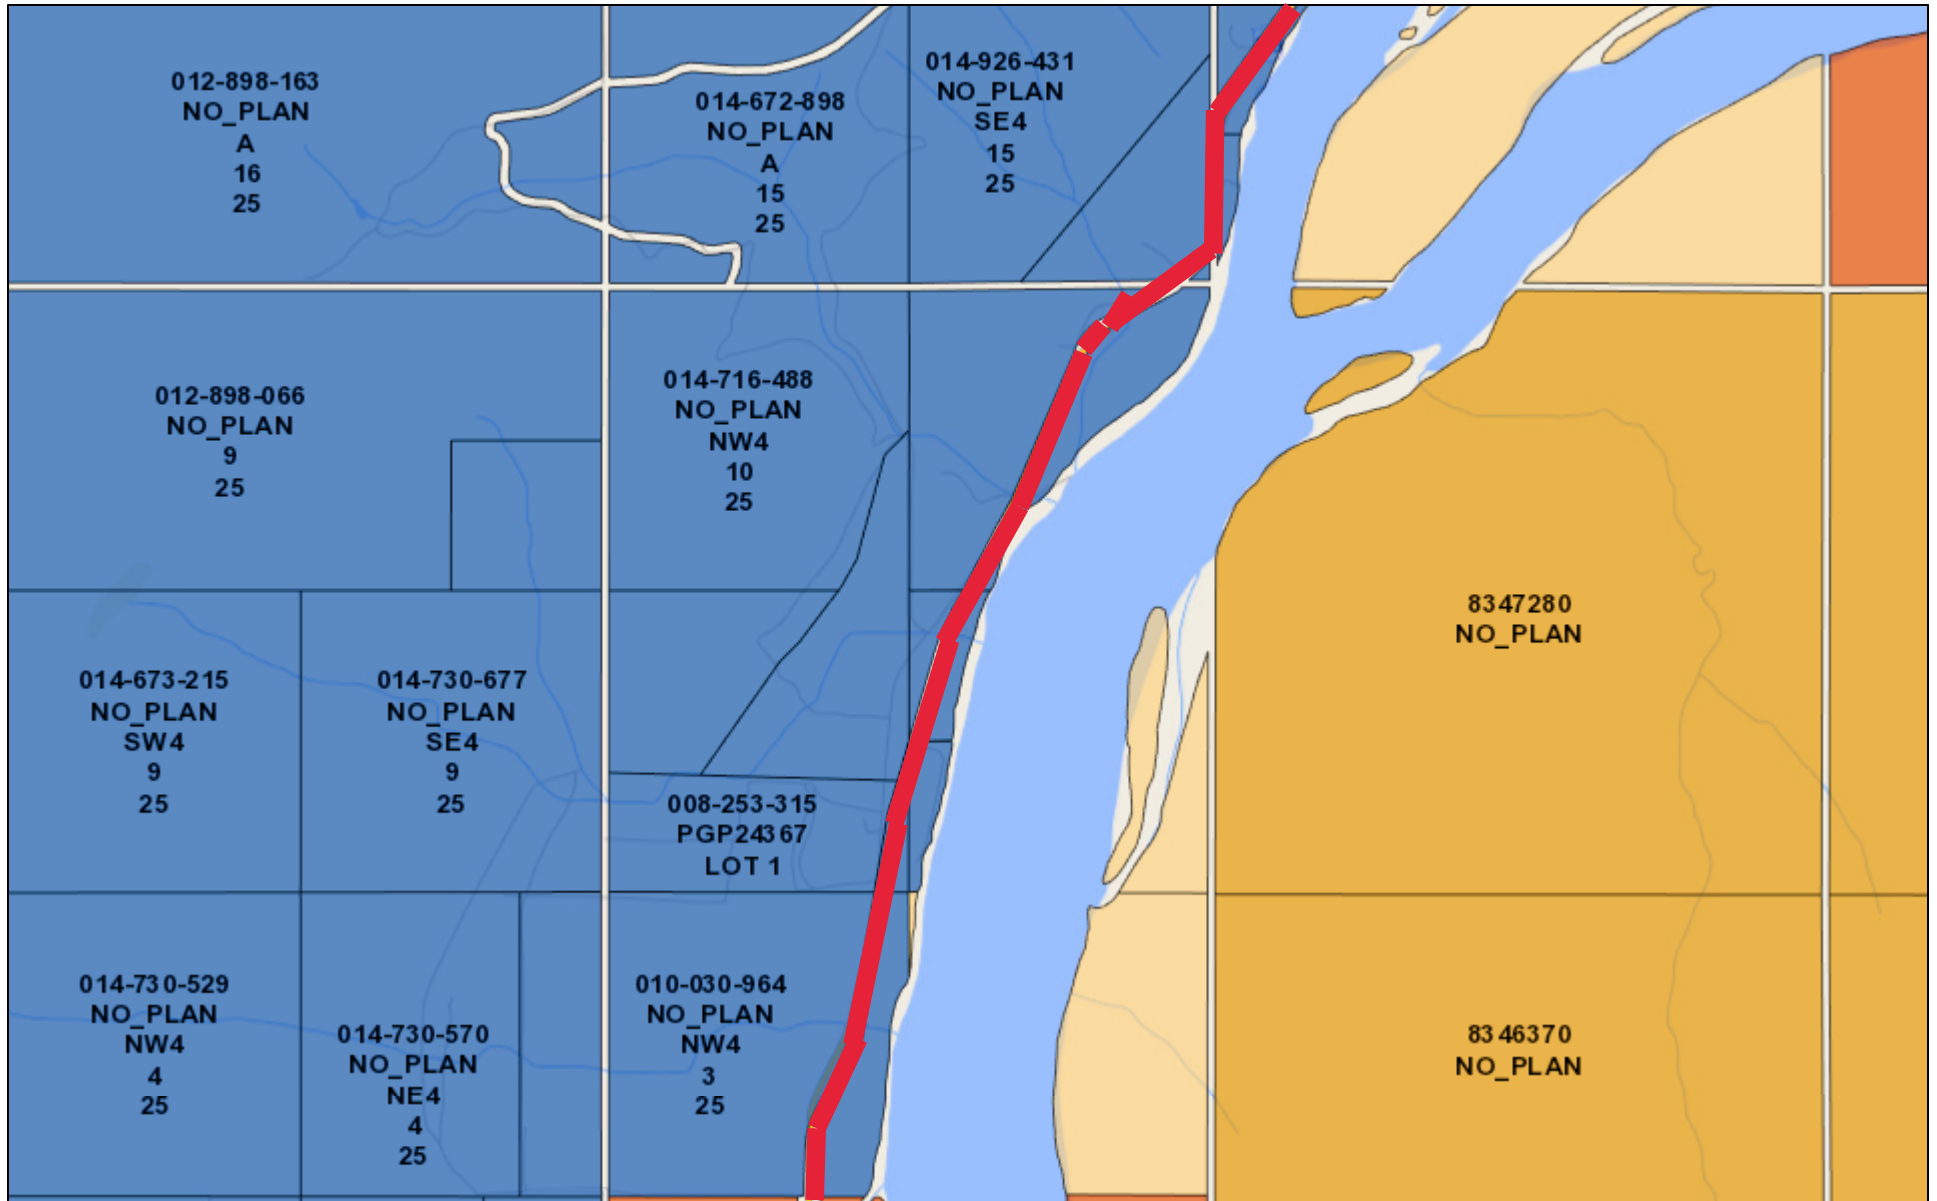 012-898-163
NO_PLAN
A
16
25
014-672-898
NO_PLAN
A
15
25
014-926-431
NO_PLAN
SE4
15
25
012-898-066
NO_PLAN
9
25
014-716-488
NO_PLAN
NW4
10
25
8347280
NO_PLAN
014-673-215
NO_PLAN
SW4
9
25
014-730-677
NO_PLAN
SE4
9
25
008-253-315
PGP24367
LOT 1
014-730-529
NO_PLAN
NW4
4
25
014-730-570
NO_PLAN
NE4
4
25
010-030-964
NO_PLAN
NW4
3
25
8346370
NO_PLAN